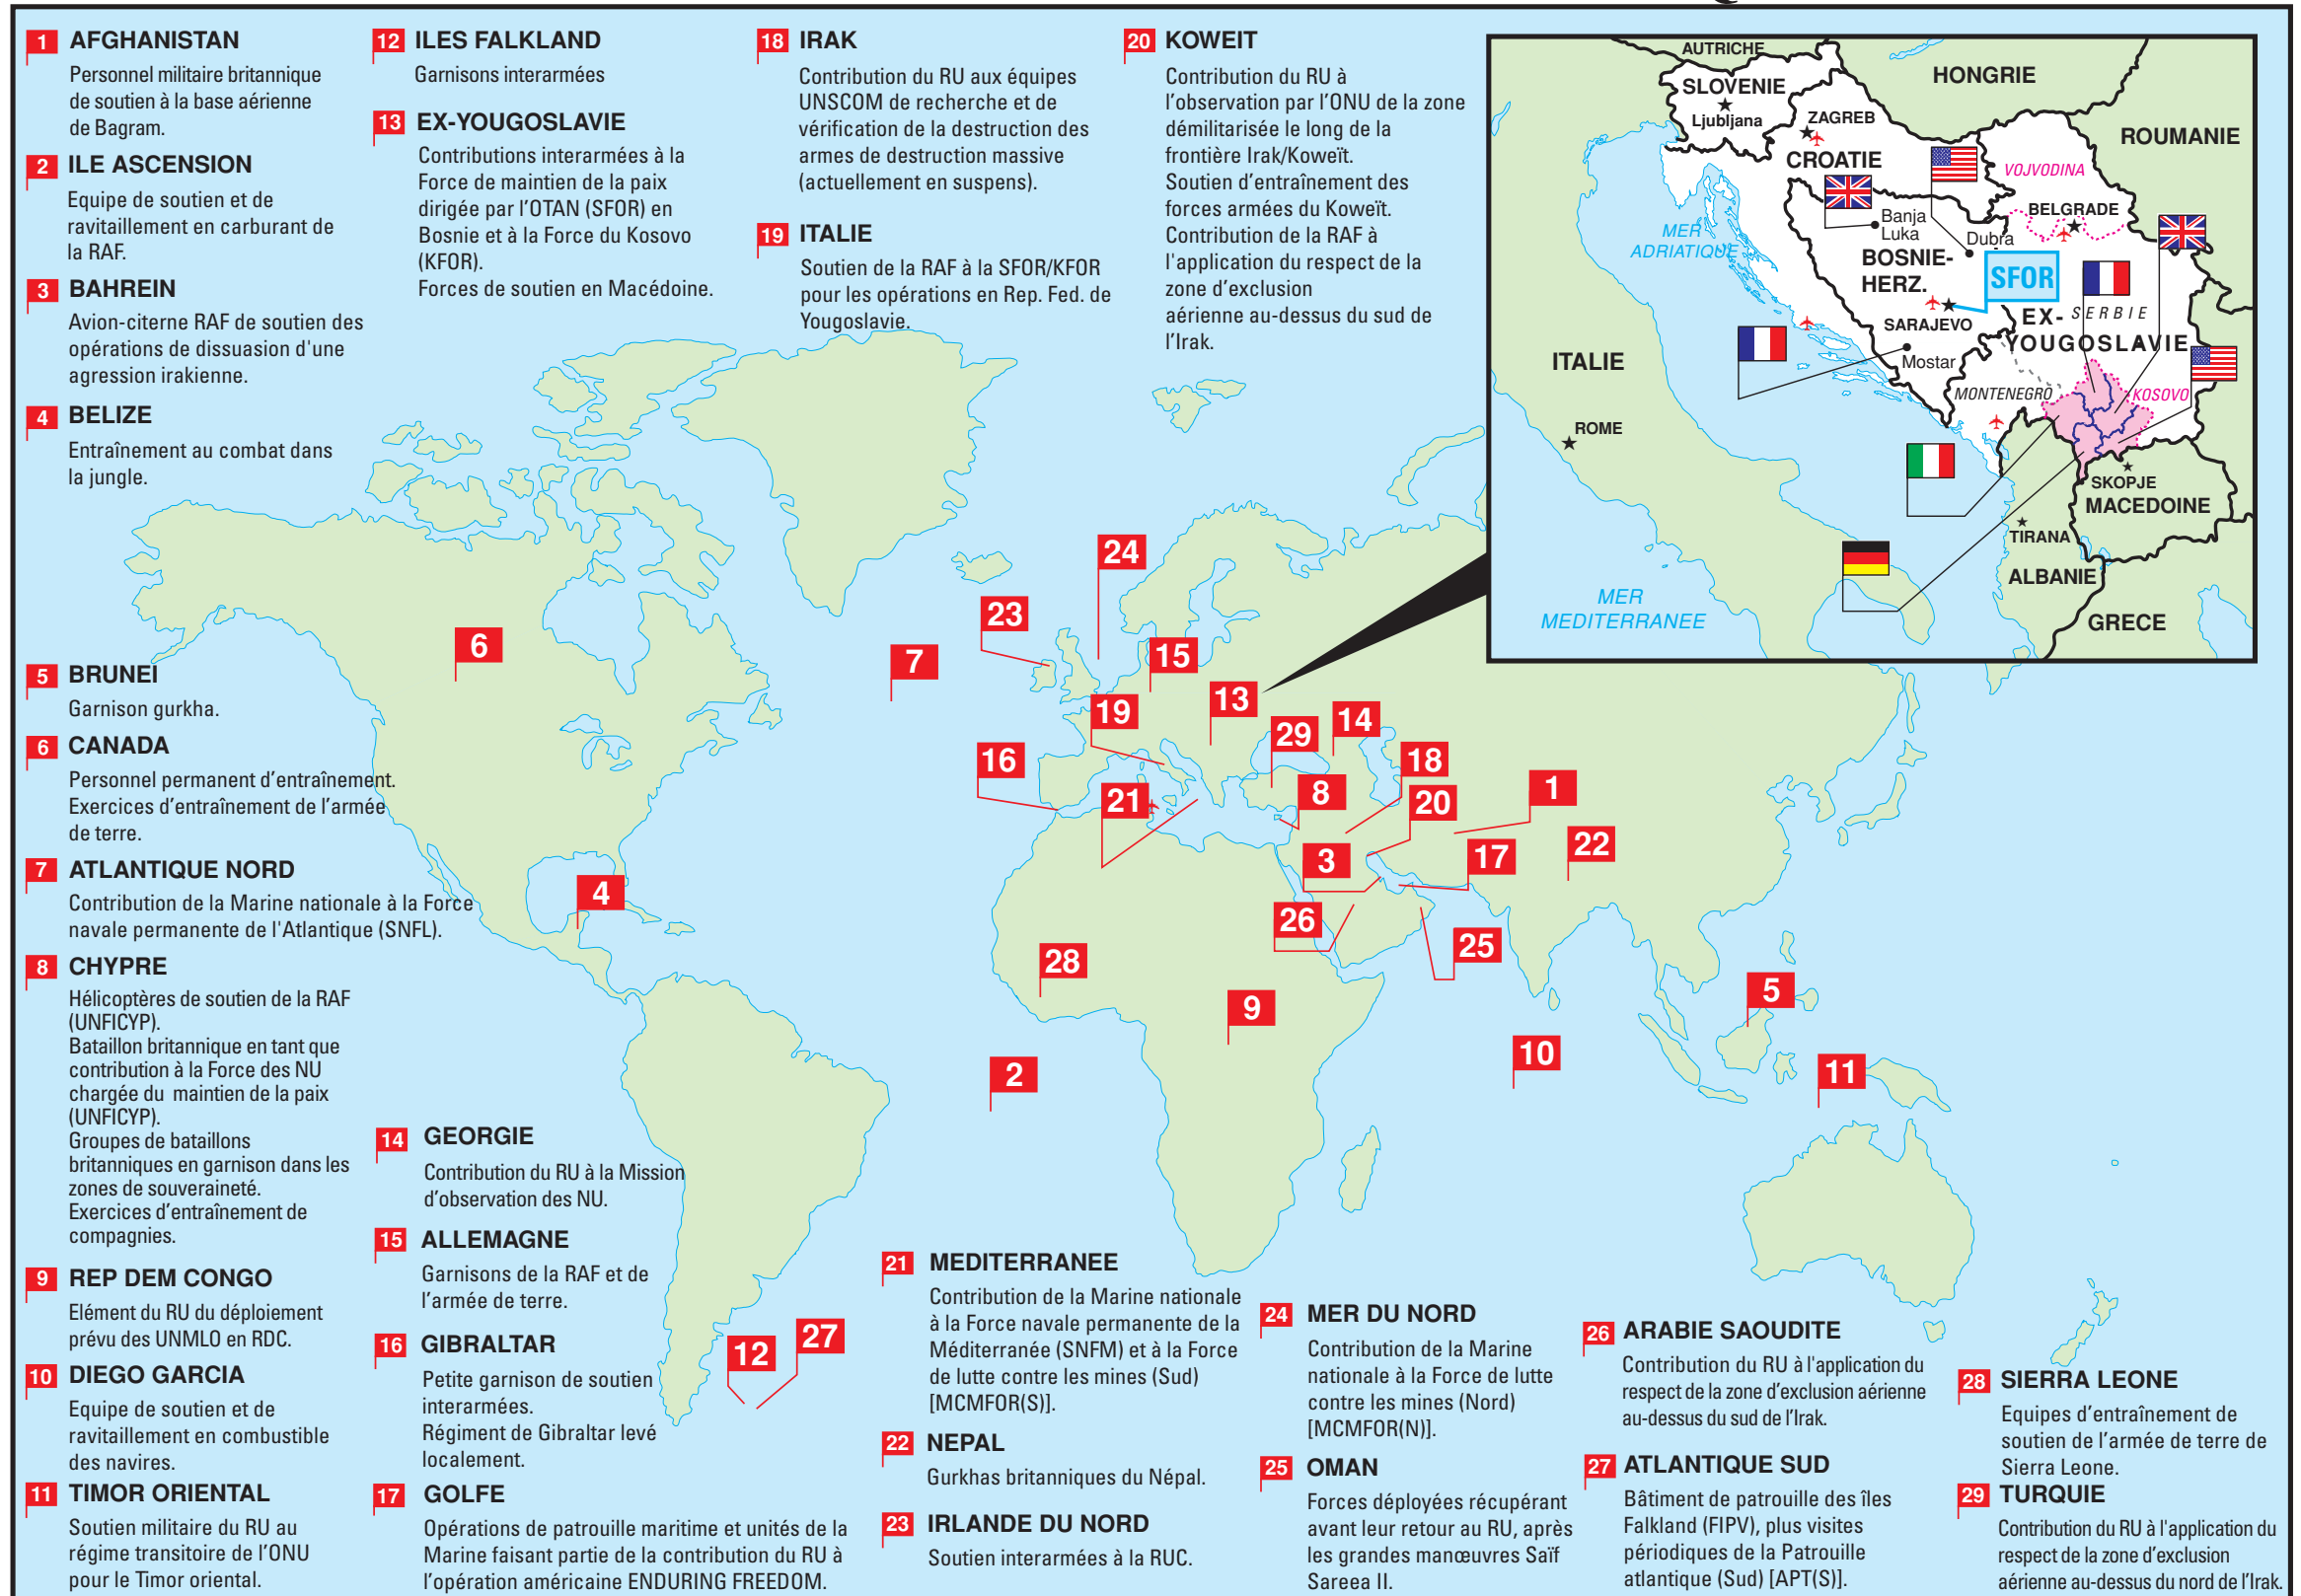 1 AFGHANISTAN
Personnel militaire britannique
de soutien à la base aérienne
de Bagram.
2 ILE ASCENSION
Equipe de soutien et de
ravitaillement en carburant de
la RAF.
3 BAHREIN
Avion-citerne RAF de soutien des
opérations de dissuasion d'une
agression irakienne.
4 BELIZE
Entraînement au combat dans
la jungle.
5 BRUNEI
Garnison gurkha.
6 CANADA
Personnel permanent d’entraînement.
Exercices d’entraînement de l’armée
de terre.
7 ATLANTIQUE NORD
Contribution de la Marine nationale à la Force
navale permanente de l'Atlantique (SNFL).
8 CHYPRE
Hélicoptères de soutien de la RAF
(UNFICYP).
Bataillon britannique en tant que
contribution à la Force des NU
chargée du maintien de la paix
(UNFICYP).
Groupes de bataillons
britanniques en garnison dans les
zones de souveraineté.
Exercices d’entraînement de
compagnies.
9 REP DEM CONGO
Elément du RU du déploiement
prévu des UNMLO en RDC.
10 DIEGO GARCIA
Equipe de soutien et de
ravitaillement en combustible
des navires.
11 TIMOR ORIENTAL
Soutien militaire du RU au
régime transitoire de l’ONU
pour le Timor oriental.
12 ILES FALKLAND
Garnisons interarmées
13 EX-YOUGOSLAVIE
Contributions interarmées à la
Force de maintien de la paix
dirigée par l’OTAN (SFOR) en
Bosnie et à la Force du Kosovo
(KFOR).
Forces de soutien en Macédoine.
14 GEORGIE
Contribution du RU à la Mission
d’observation des NU.
15 ALLEMAGNE
Garnisons de la RAF et de
l’armée de terre.
16 GIBRALTAR
Petite garnison de soutien
interarmées.
Régiment de Gibraltar levé
localement.
17 GOLFE
Opérations de patrouille maritime et unités de la
Marine faisant partie de la contribution du RU à
l’opération américaine ENDURING FREEDOM.
18 IRAK
Contribution du RU aux équipes
UNSCOM de recherche et de
vérification de la destruction des
armes de destruction massive
(actuellement en suspens).
19 ITALIE
Soutien de la RAF à la SFOR/KFOR
pour les opérations en Rep. Fed. de
Yougoslavie.
20 KOWEIT
Contribution du RU à
l’observation par l’ONU de la zone
démilitarisée le long de la
frontière Irak/Koweït.
Soutien d’entraînement des
forces armées du Koweït.
Contribution de la RAF à
l'application du respect de la
zone d’exclusion
aérienne au-dessus du sud de
l’Irak.
21 MEDITERRANEE
Contribution de la Marine nationale
à la Force navale permanente de la
Méditerranée (SNFM) et à la Force
de lutte contre les mines (Sud)
[MCMFOR(S)].
22 NEPAL
Gurkhas britanniques du Népal.
23 IRLANDE DU NORD
Soutien interarmées à la RUC.
24 MER DU NORD
Contribution de la Marine
nationale à la Force de lutte
contre les mines (Nord)
[MCMFOR(N)].
25 OMAN
Forces déployées récupérant
avant leur retour au RU, après
les grandes manœuvres Saïf
Sareea II.
26 ARABIE SAOUDITE
Contribution du RU à l'application du
respect de la zone d’exclusion aérienne
au-dessus du sud de l’Irak.
27 ATLANTIQUE SUD
Bâtiment de patrouille des îles
Falkland (FIPV), plus visites
périodiques de la Patrouille
atlantique (Sud) [APT(S)].
28 SIERRA LEONE
Equipes d’entraînement de
soutien de l’armée de terre de
Sierra Leone.
29 TURQUIE
Contribution du RU à l'application du
respect de la zone d’exclusion
aérienne au-dessus du nord de l’Irak.
AUTRICHE
HONGRIE
SLOVENIE
Ljubljana
ZAGREB
ROUMANIE
CROATIE
VOJVODINA
BELGRADE
Banja
Luka
Dubra
MER
ADRIATIQUE
BOSNIE-
HERZ.
SFOR
SARAJEVO
EX-
SERBIE
YOUGOSLAVIE
ITALIE
Mostar
MONTENEGRO
KOSOVO
ROME
SKOPJE
MACEDOINE
TIRANA
ALBANIE
MER
MEDITERRANEE
GRECE
24
23
6
7
15
13
19
14
29
16
18
21
8
20
1
3
17
22
4
26
25
28
5
9
10
2
11
12
27